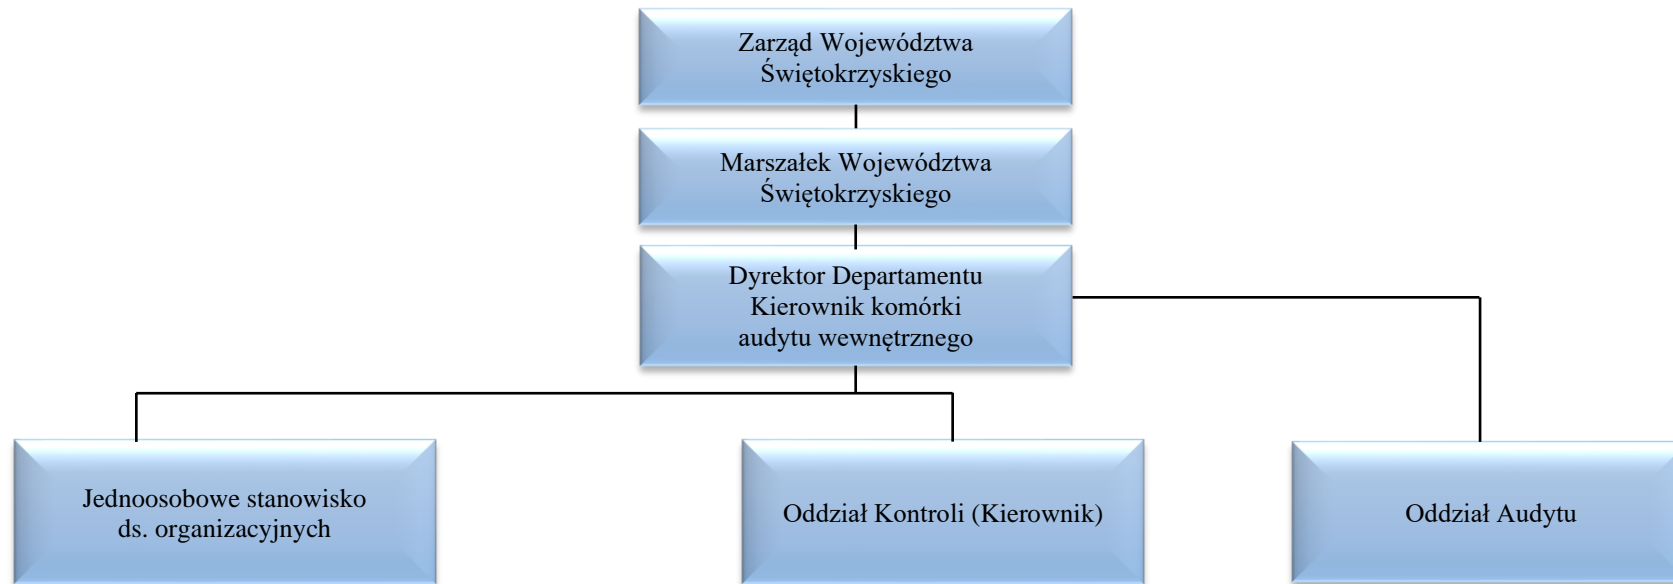 Zarząd Województwa
Świętokrzyskiego
Marszałek Województwa
Świętokrzyskiego
Dyrektor Departamentu
Kierownik komórki
audytu wewnętrznego
Jednoosobowe stanowisko
ds. organizacyjnych
Oddział Kontroli (Kierownik)
Oddział Audytu